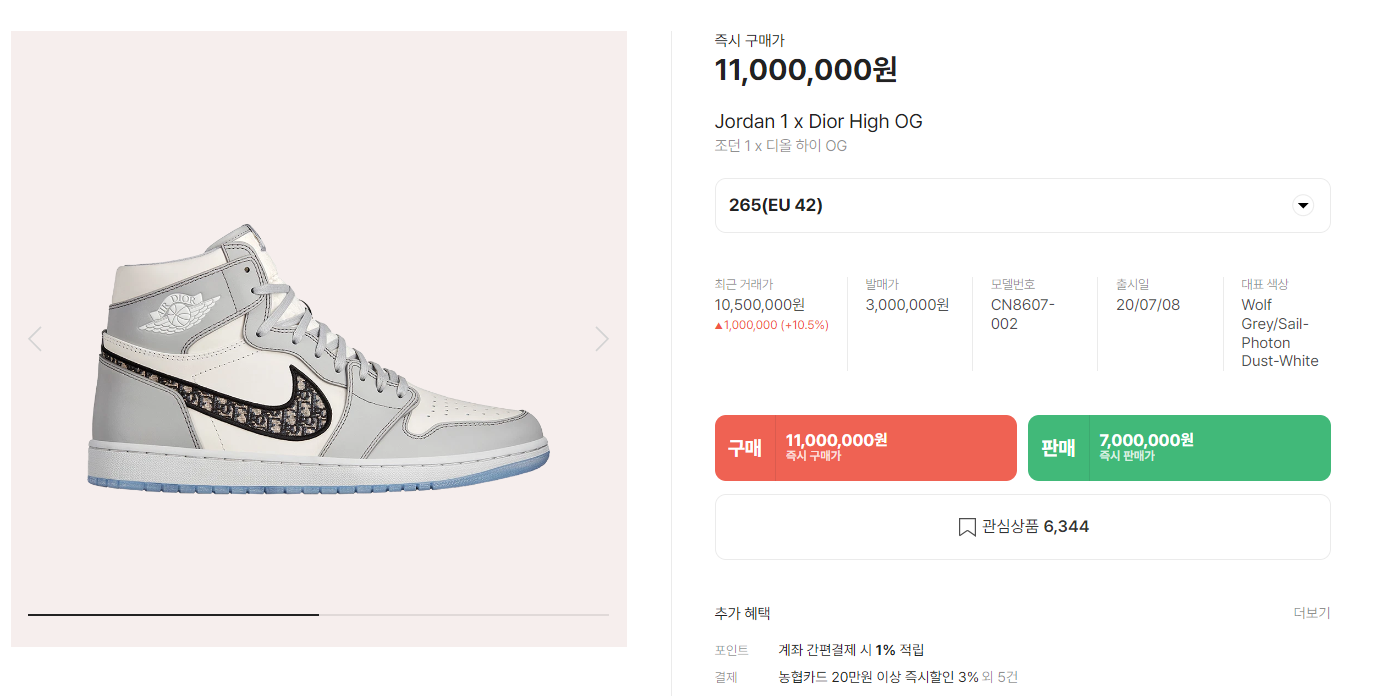 즉시 구매가
11,000,000원
Jordan 1 x Dior High OG
조던 1 x 디올 하이 OG
265(EU 42)
최근 거래가
10,500,000원
▲1,000,000 (+10.5%)
발매가
3,000,000원
모델번호
CN8607-
002
출시일
20/07/08
대표 색상
Wolf
Grey/Sail-
Photon
Dust-White
구매
11,000,000원
즉시 구매가
판매
7,000,000원
즉시 판매가
관심상품 6,344
추가 혜택
더보기
포인트
계좌 간편결제 시 1% 적립
결제
농협카드 20만원 이상 즉시할인 3% 외 5건
AIR DIOR